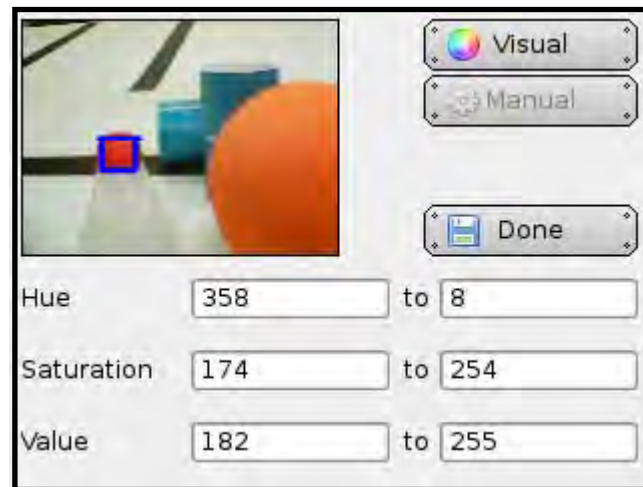 Visual
Manual
Done
Hue 358 to 8
Saturation 174 to 254
Value 182 to 255